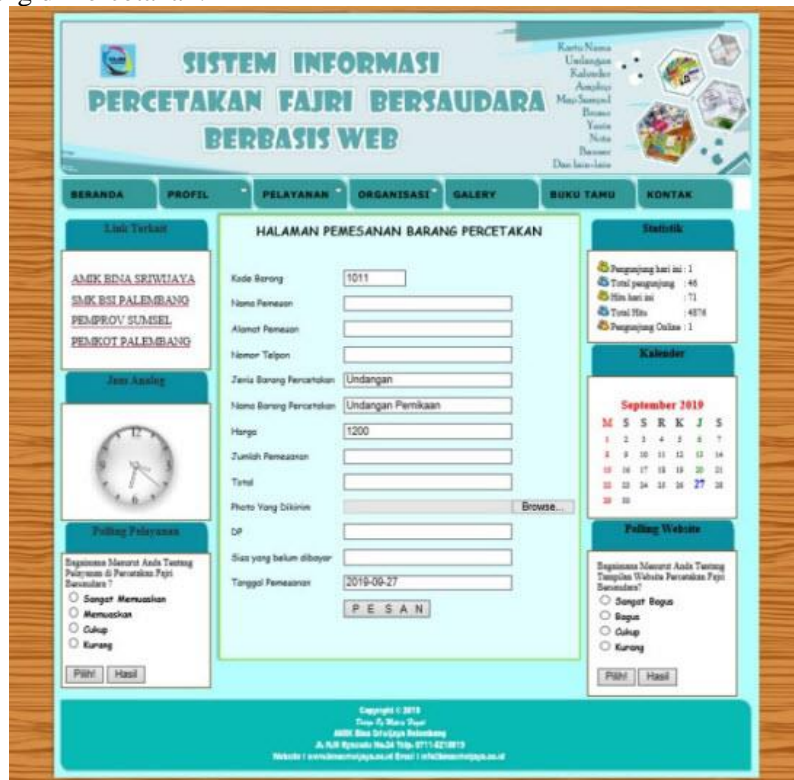 SISTEM INFORMASI
PERCETAKAN FAJRI BERSAUDARA
BERBASIS WEB
Kartu Nama
Undangan
Kalender
Amplop
Map
Nota
Banner
Dan lain-lain
BERANDA PROFIL PELAYANAN ORGANISASI GALERY BUKU TAMU KONTAK
Link Terkait
AMIK BINA SRIWIJAYA
SMK BSI PALEMBANG
PEMPROV SUMSEL
PEMKOT PALEMBANG
Jam Analog
12
3
6
9
Polling Pelayanan
Bagaimana Menurut Anda Tentang
Pelayanan di Percetakan Fajri
Bersaudara ?
Sangat Memuaskan
Memuaskan
Cukup
Kurang
Pilih! Hasil
HALAMAN PEMESANAN BARANG PERCETAKAN
Kode Barang 1011
Nama Pemesan
Alamat Pemesan
Nomor Telpon
Jenis Barang Percetakan Undangan
Nama Barang Percetakan Undangan Pernikaan
Harga 1200
Jumlah Pemesanan
Total
Photo Yang Dikirim Browse...
DP
Sisa yang belum dibayar
Tanggal Pemesanan 2019-09-27
P E S A N
Statistik
Pengunjung hari ini : 1
Total pengunjung : 46
Hits hari ini : 71
Total Hits : 4876
Pengunjung Online : 1
Kalender
September 2019
M S S R K J S
1 2 3 4 5 6 7
8 9 10 11 12 13 14
15 16 17 18 19 20 21
22 23 24 25 26 27 28
29 30
Polling Website
Bagaimana Menurut Anda Tentang
Tampilan Website Percetakan Fajri
Bersaudara?
Sangat Bagus
Bagus
Cukup
Kurang
Pilih! Hasil
Copyright © 2019
AMIK Bina Sriwijaya Palembang